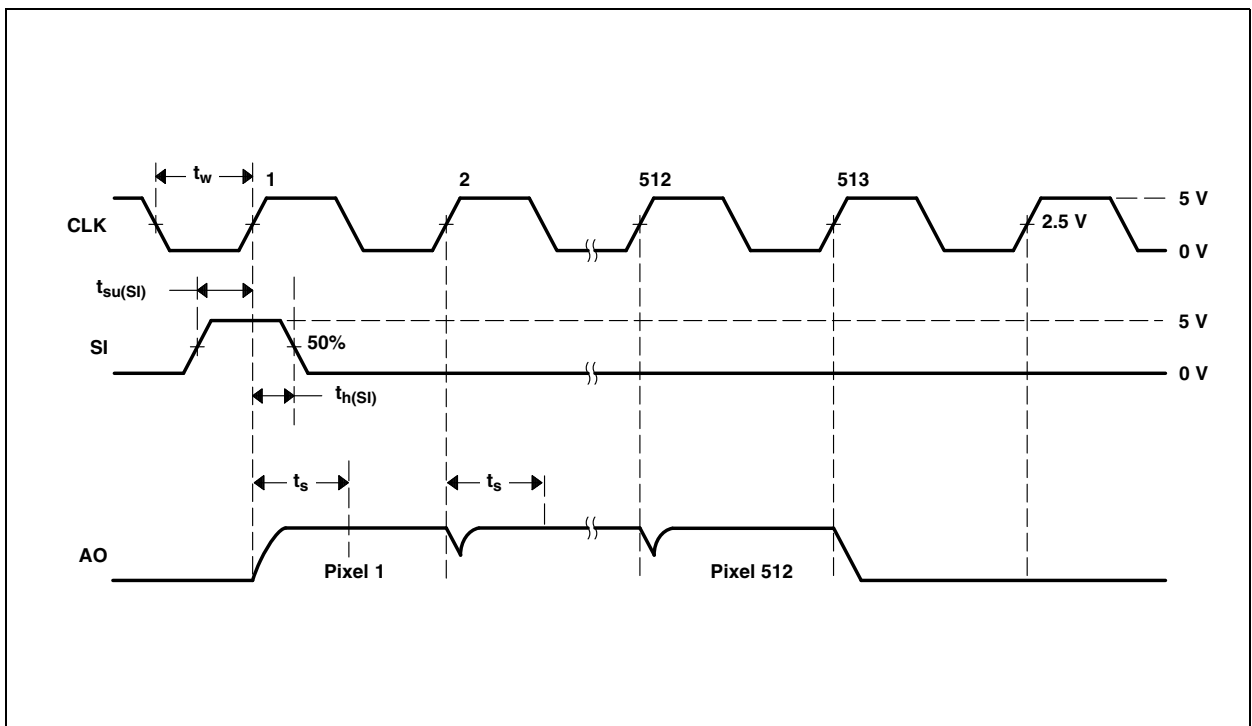 tw
1
2
512
513
5 V
CLK
2.5 V
0 V
tsu(SI)
5 V
SI
50%
0 V
th(SI)
ts
ts
AO
Pixel 1
Pixel 512